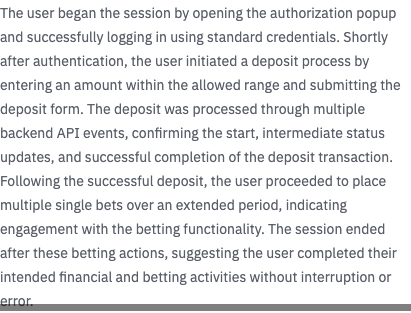 The user began the session by opening the authorization popup
and successfully logging in using standard credentials. Shortly
after authentication, the user initiated a deposit process by
entering an amount within the allowed range and submitting the
deposit form. The deposit was processed through multiple
backend API events, confirming the start, intermediate status
updates, and successful completion of the deposit transaction.
Following the successful deposit, the user proceeded to place
multiple single bets over an extended period, indicating
engagement with the betting functionality. The session ended
after these betting actions, suggesting the user completed their
intended financial and betting activities without interruption or
error.